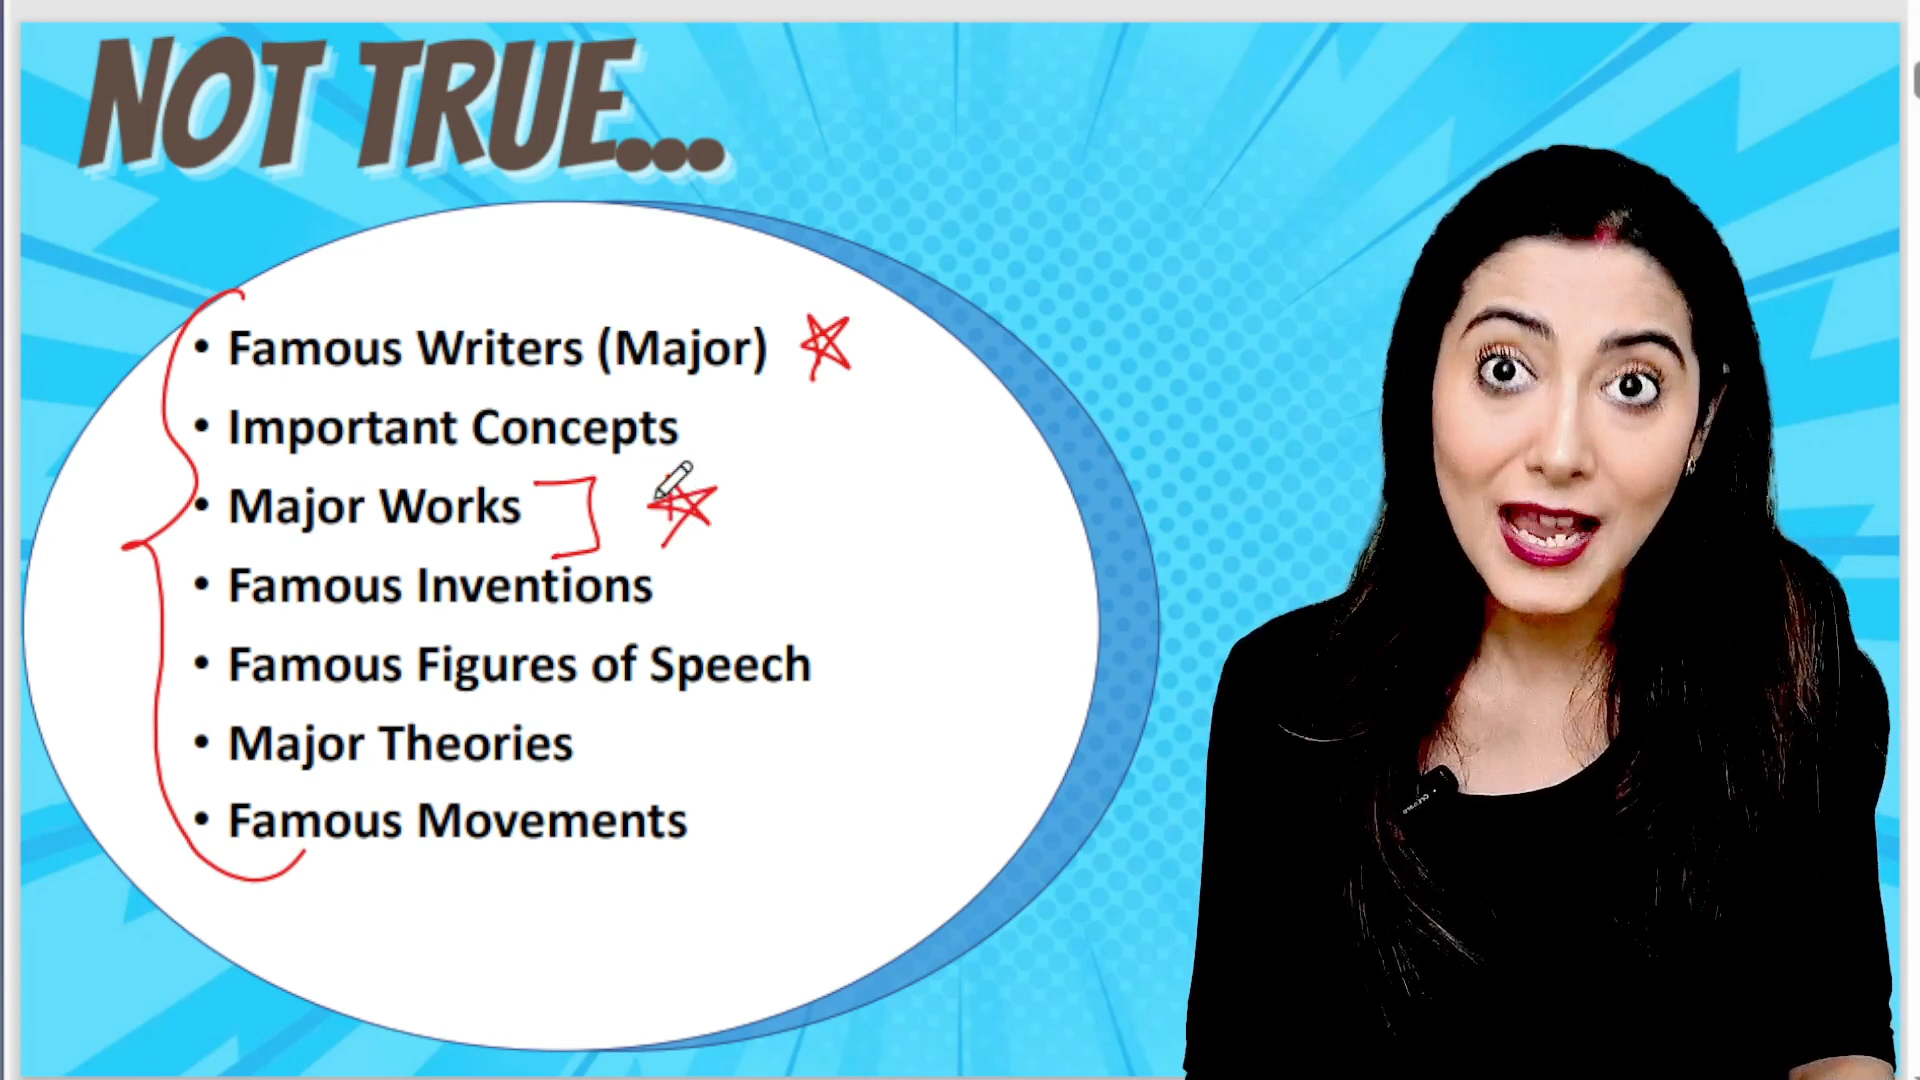 NOT TRUE...
• Famous Writers (Major)
• Important Concepts
• Major Works
• Famous Inventions
• Famous Figures of Speech
• Major Theories
• Famous Movements